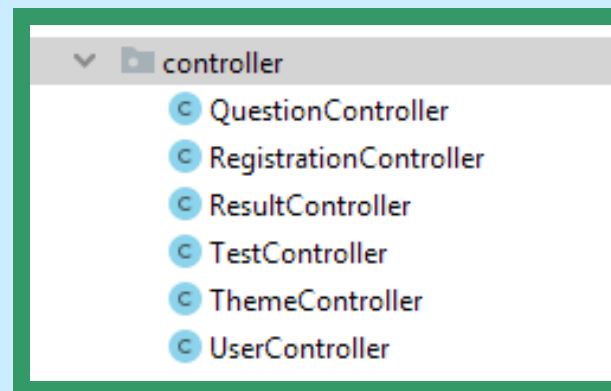 controller
C QuestionController
C RegistrationController
C ResultController
C TestController
C ThemeController
C UserController